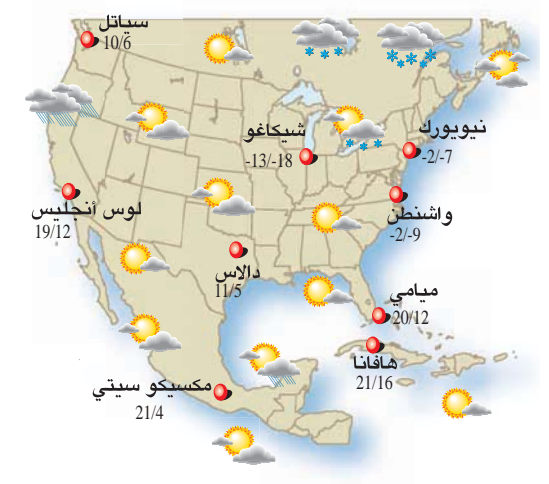 سياتل
10/6
شيكاغو
-13/-18
نيويورك
-2/-7
لوس أنجليس
19/12
واشنطن
-2/-9
دالاس
11/5
ميامي
20/12
هافانا
21/16
مكسيكو سيتي
21/4